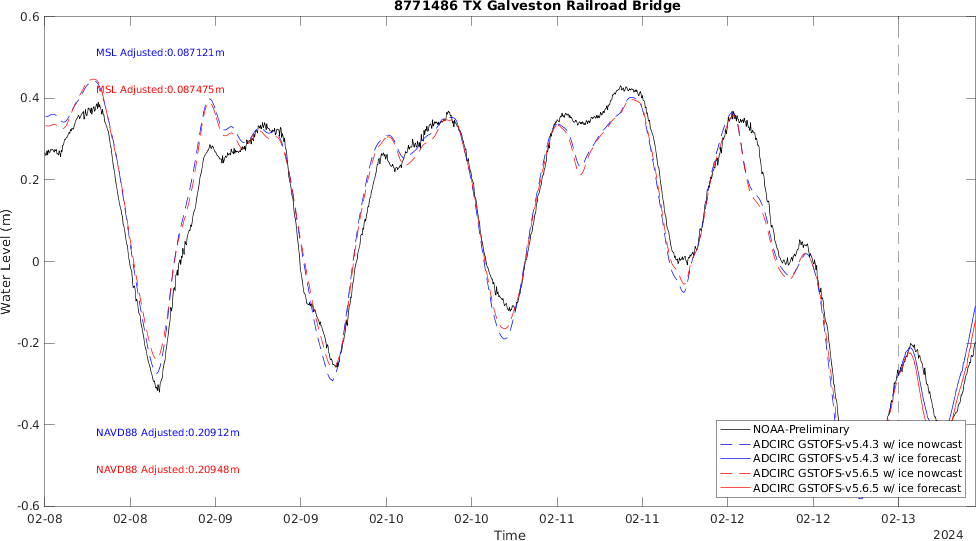 8771486 TX Galveston Railroad Bridge
0.6
0.4
0.2
0
-0.2
-0.4
-0.6
Water Level (m)
MSL Adjusted:0.087121m
MSL Adjusted:0.087475m
NAVD88 Adjusted:0.20912m
NAVD88 Adjusted:0.20948m
NOAA-Preliminary
ADCIRC GSTOFS-v5.4.3 w/ ice nowcast
ADCIRC GSTOFS-v5.4.3 w/ ice forecast
ADCIRC GSTOFS-v5.6.5 w/ ice nowcast
ADCIRC GSTOFS-v5.6.5 w/ ice forecast
02-08 02-08 02-09 02-09 02-10 02-10 02-11 02-11 02-12 02-12 02-13
Time
2024